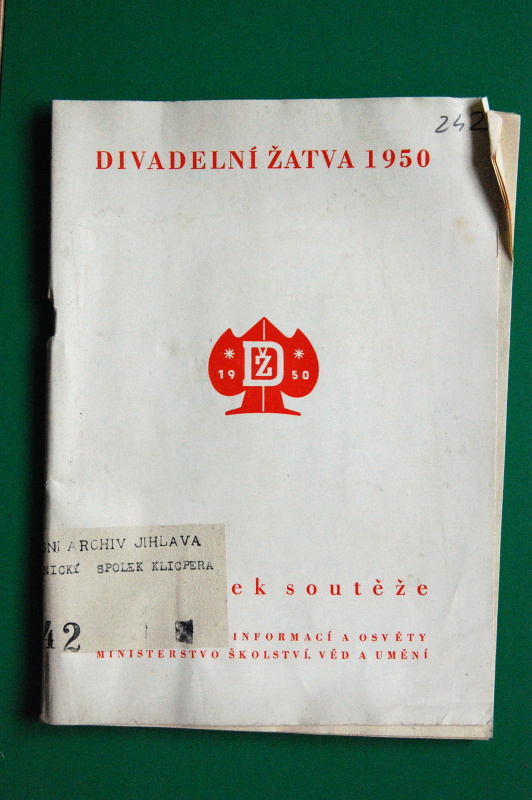 242
DIVADELNÍ ŽATVA 1950
DŽ
19 50
NÍ ARCHIV JIHLAVA
NICKÝ SPOLEK KLICPERA
ek soutěže
42
INFORMACÍ A OSVĚTY
MINISTERSTVO ŠKOLSTVÍ, VĚD A UMĚNÍ